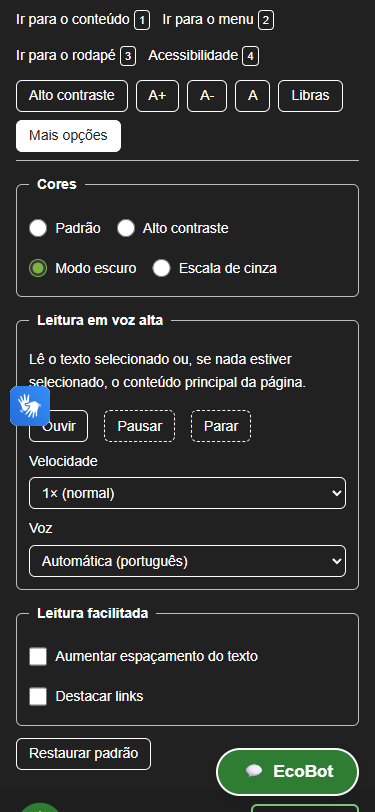 Ir para o conteúdo 1 Ir para o menu 2
Ir para o rodapé 3 Acessibilidade 4
Alto contraste A+ A- A Libras
Mais opções
Cores
Padrão Alto contraste
Modo escuro Escala de cinza
Leitura em voz alta
Lê o texto selecionado ou, se nada estiver
selecionado, o conteúdo principal da página.
Ouvir Pausar Parar
Velocidade
1× (normal)
Voz
Automática (português)
Leitura facilitada
Aumentar espaçamento do texto
Destacar links
Restaurar padrão
EcoBot